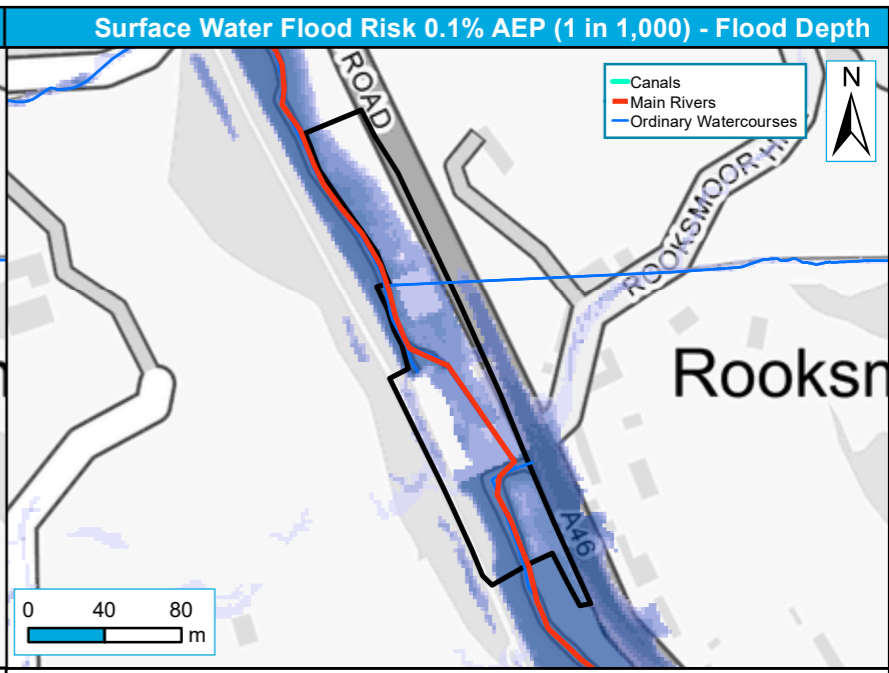 Surface Water Flood Risk 0.1% AEP (1 in 1,000) - Flood Depth
ROAD
Canals
Main Rivers
Ordinary Watercourses
N
ROOKSMOOR HI
Rooksm
A46
0 40 80
m